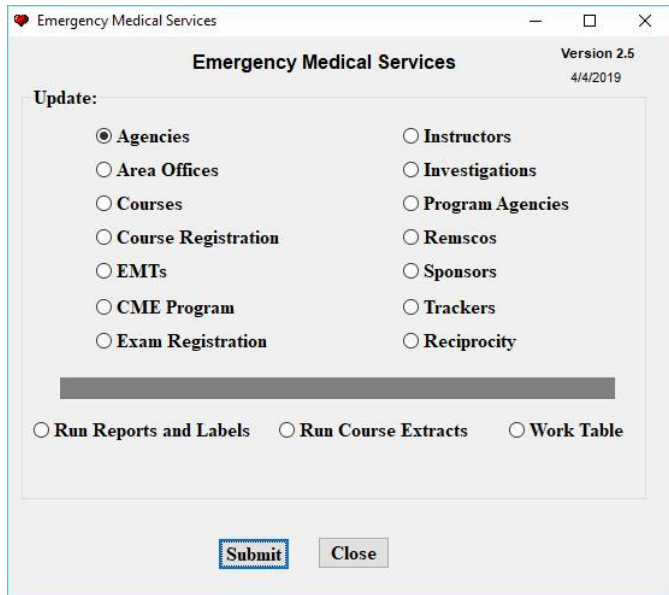 Emergency Medical Services
Emergency Medical Services
Version 2.5
4/4/2019
Update:
Agencies
Area Offices
Courses
Course Registration
EMTs
CME Program
Exam Registration
Instructors
Investigations
Program Agencies
Remscos
Sponsors
Trackers
Reciprocity
Run Reports and Labels Run Course Extracts Work Table
Submit Close